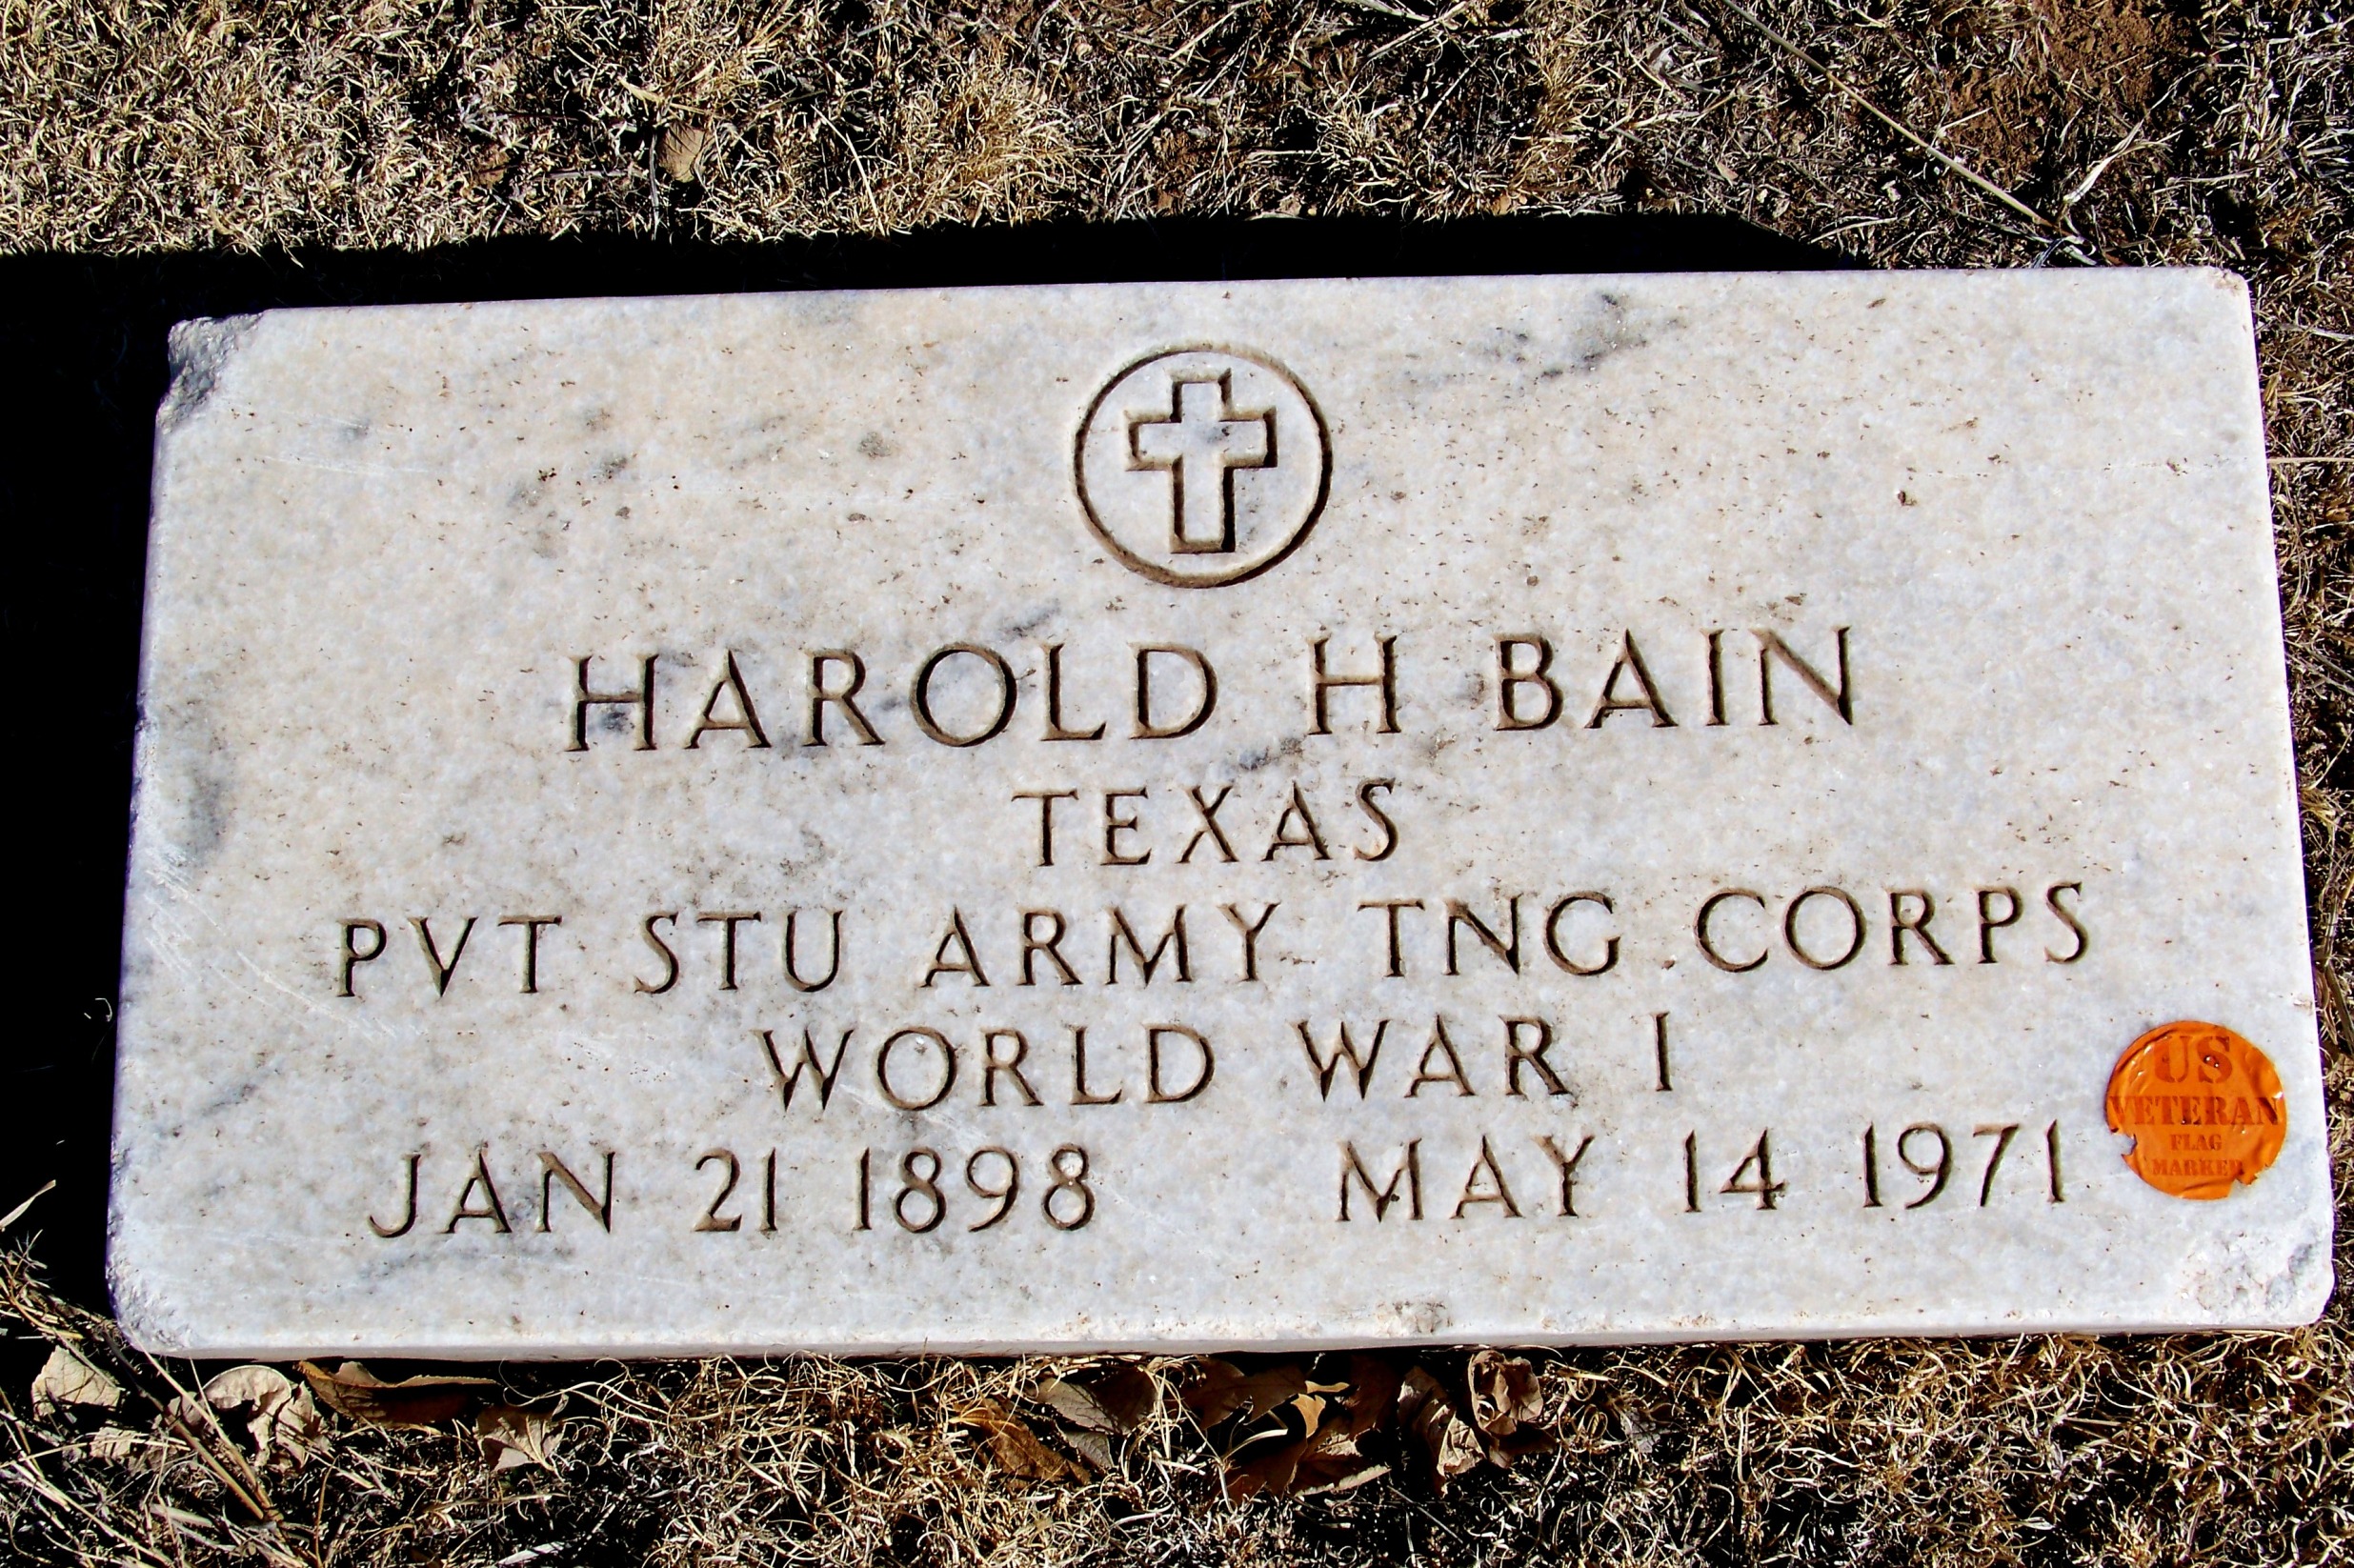 HAROLD H BAIN
TEXAS
PVT STU ARMY TNG CORPS
WORLD WAR I
JAN 21 1898 MAY 14 1971
US
VETERAN
FLAG
MARKER